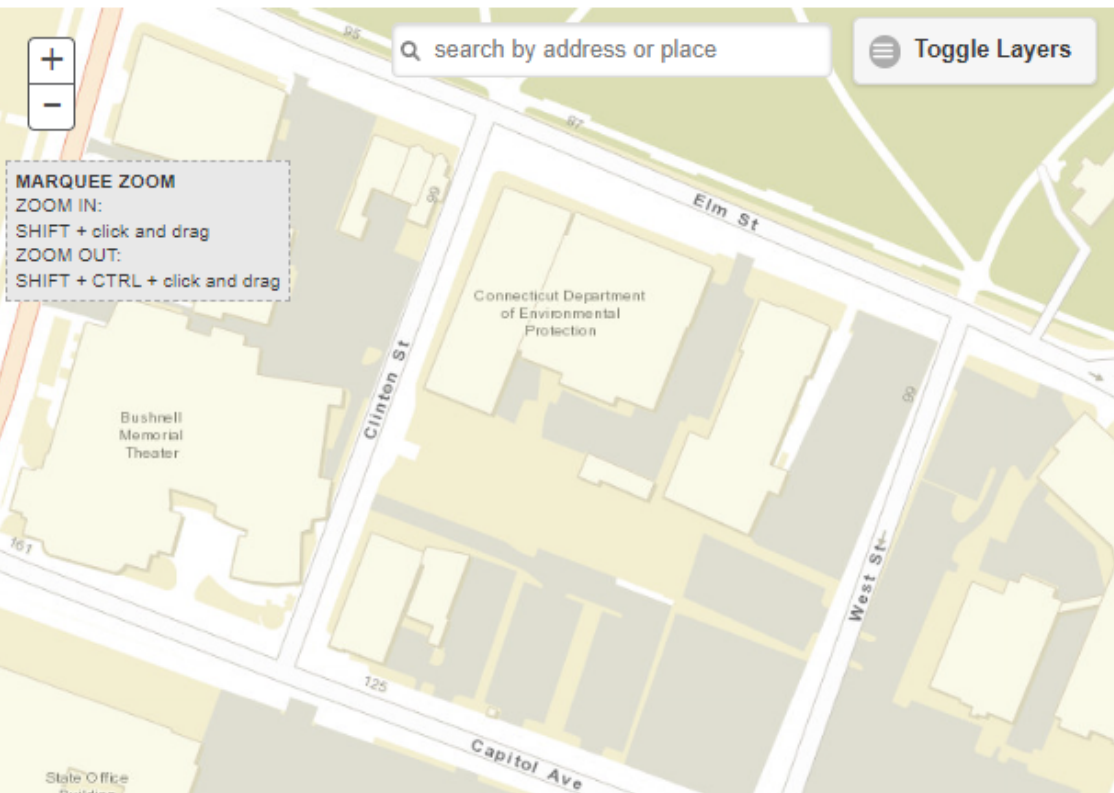 95
search by address or place
Toggle Layers
+
−
97
MARQUEE ZOOM
ZOOM IN:
SHIFT + click and drag
ZOOM OUT:
SHIFT + CTRL + click and drag
99
Elm St
Connecticut Department
of Environmental
Protection
Clinton St
99
Bushnell
Memorial
Theater
161
West St
125
Capitol Ave
State Office
Building